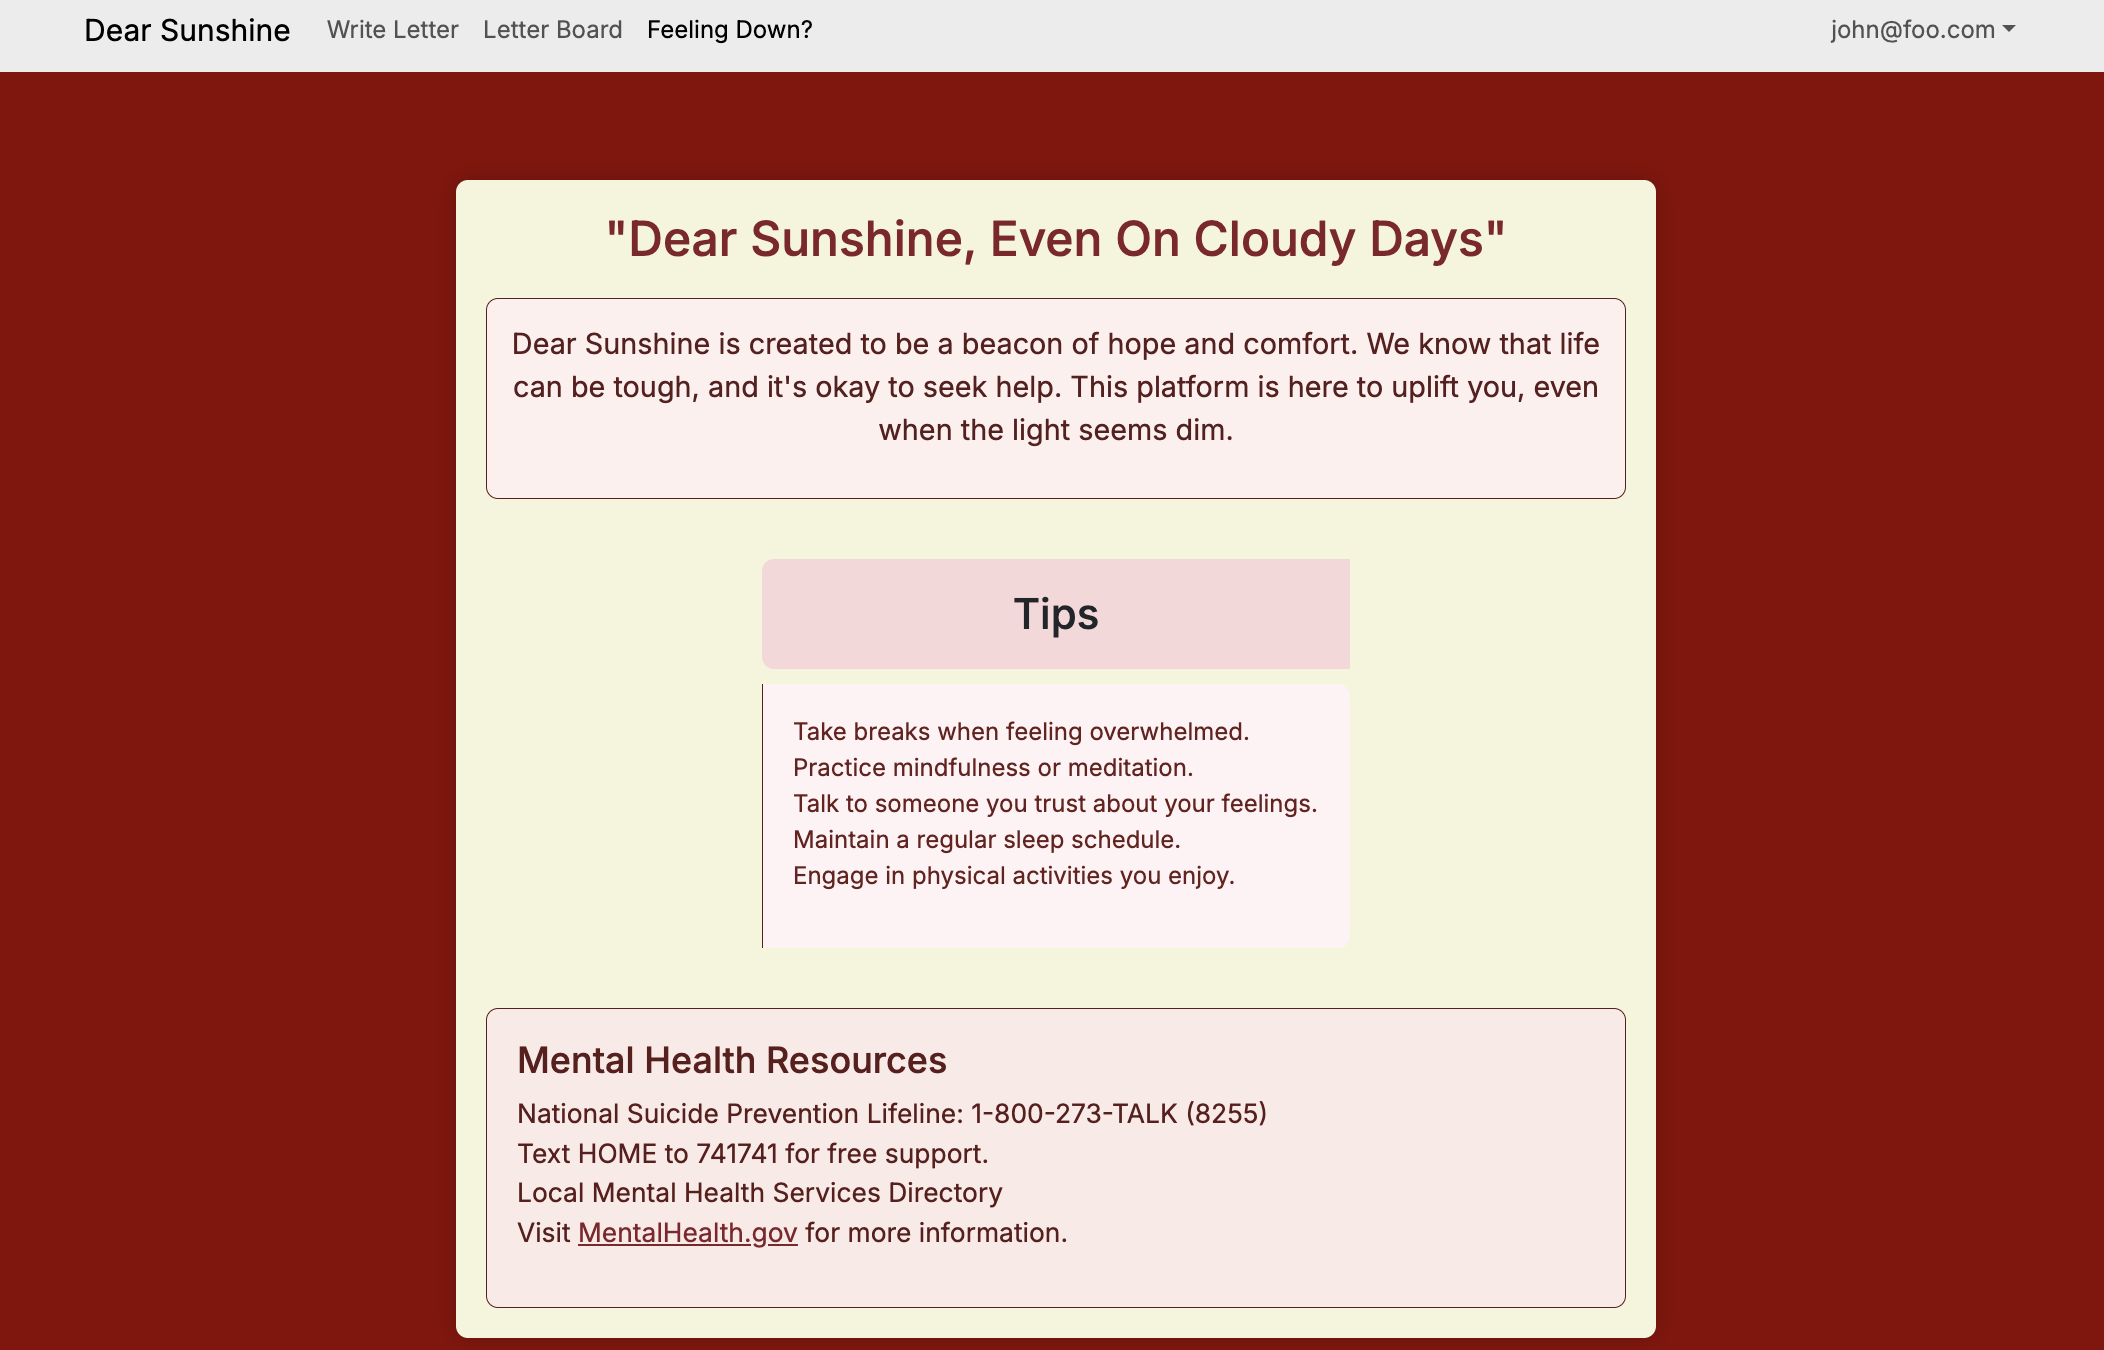 Dear Sunshine Write Letter Letter Board Feeling Down? john@foo.com
"Dear Sunshine, Even On Cloudy Days"
Dear Sunshine is created to be a beacon of hope and comfort. We know that life
can be tough, and it's okay to seek help. This platform is here to uplift you, even
when the light seems dim.
Tips
Take breaks when feeling overwhelmed.
Practice mindfulness or meditation.
Talk to someone you trust about your feelings.
Maintain a regular sleep schedule.
Engage in physical activities you enjoy.
Mental Health Resources
National Suicide Prevention Lifeline: 1-800-273-TALK (8255)
Text HOME to 741741 for free support.
Local Mental Health Services Directory
Visit MentalHealth.gov for more information.